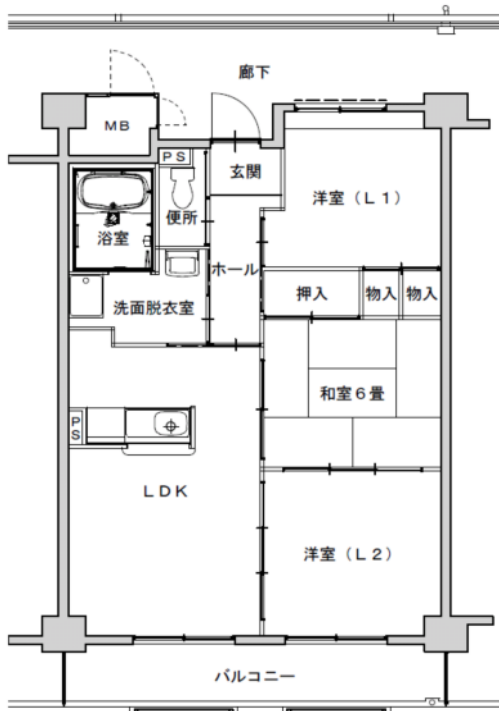 廊下
MB
PS
玄関
便所
洋室（L1）
浴室
ホール
押入
物入
物入
洗面脱衣室
和室6畳
PS
LDK
洋室（L2）
バルコニー